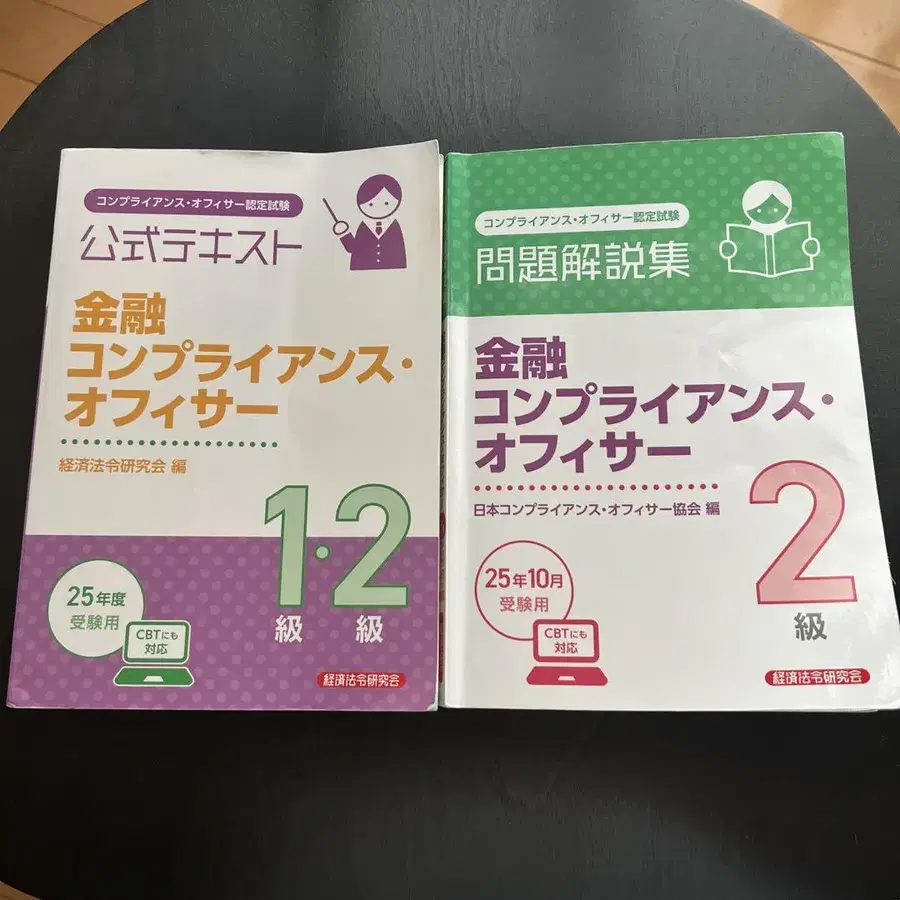 コンプライアンス・オフィサー認定試験
公式テキスト
金融
コンプライアンス・
オフィサー
経済法令研究会 編
1・2
級 級
25年度
受験用
CBTにも
対応
経済法令研究会
コンプライアンス・オフィサー認定試験
問題解説集
金融
コンプライアンス・
オフィサー
日本コンプライアンス・オフィサー協会 編
2
級
25年10月
受験用
CBTにも
対応
経済法令研究会